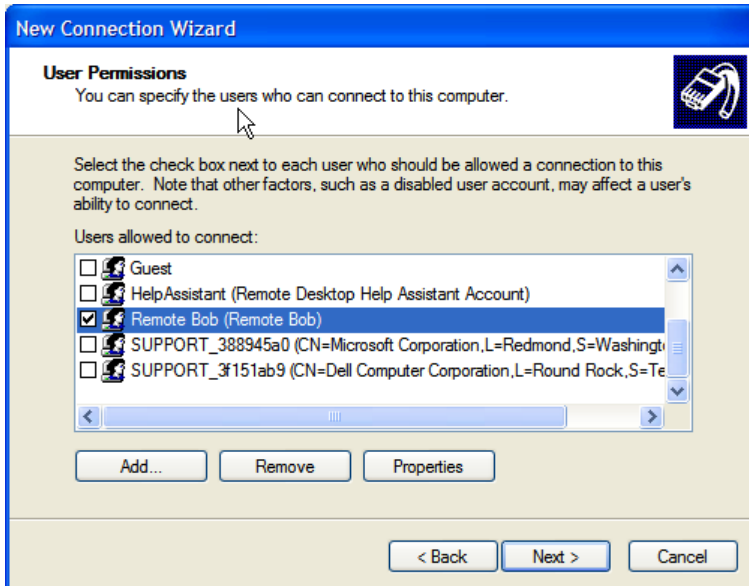 New Connection Wizard
User Permissions
You can specify the users who can connect to this computer.
Select the check box next to each user who should be allowed a connection to this
computer. Note that other factors, such as a disabled user account, may affect a user's
ability to connect.
Users allowed to connect:
Guest
HelpAssistant (Remote Desktop Help Assistant Account)
Remote Bob (Remote Bob)
SUPPORT_388945a0 (CN=Microsoft Corporation,L=Redmond,S=Washingt
SUPPORT_3f151ab9 (CN=Dell Computer Corporation,L=Round Rock,S=Te
Add... Remove Properties
< Back Next > Cancel